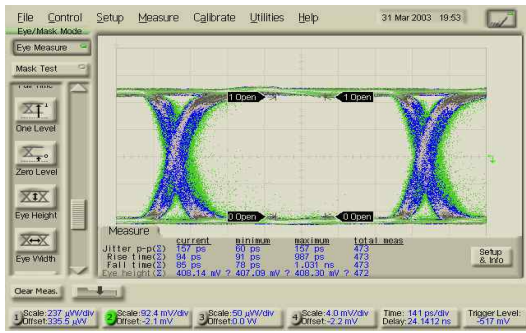 File Control Setup Measure Calibrate Utilities Help 31 Mar 2003 19:53
Eye/Mask Mode
Eye Measure
Mask Test
Fall Time
One Level
Zero Level
Eye Height
Eye Width
1 Open 1 Open
0 Open 0 Open
Measure
current minimum maximum total meas
Jitter p-p(Σ) 157 ps 60 ps 157 ps 473
Rise time(Σ) 94 ps 91 ps 987 ps 473
Fall time(Σ) 85 ps 78 ps 1.031 ns 473
Eye height(Σ) 408.14 mV ? 407.09 mV ? 408.30 mV ? 472
Setup
& Info
Clear Meas.
1 Scale:237 µW/div
Offset:335.5 µW
2 Scale:92.4 mV/div
Offset:-2.1 mV
3 Scale:50 µW/div
Offset:0.0 W
4 Scale:4.0 mV/div
Offset:-2.2 mV
Time: 141 ps/div
Delay:24.1412 ns
Trigger Level:
-517 mV